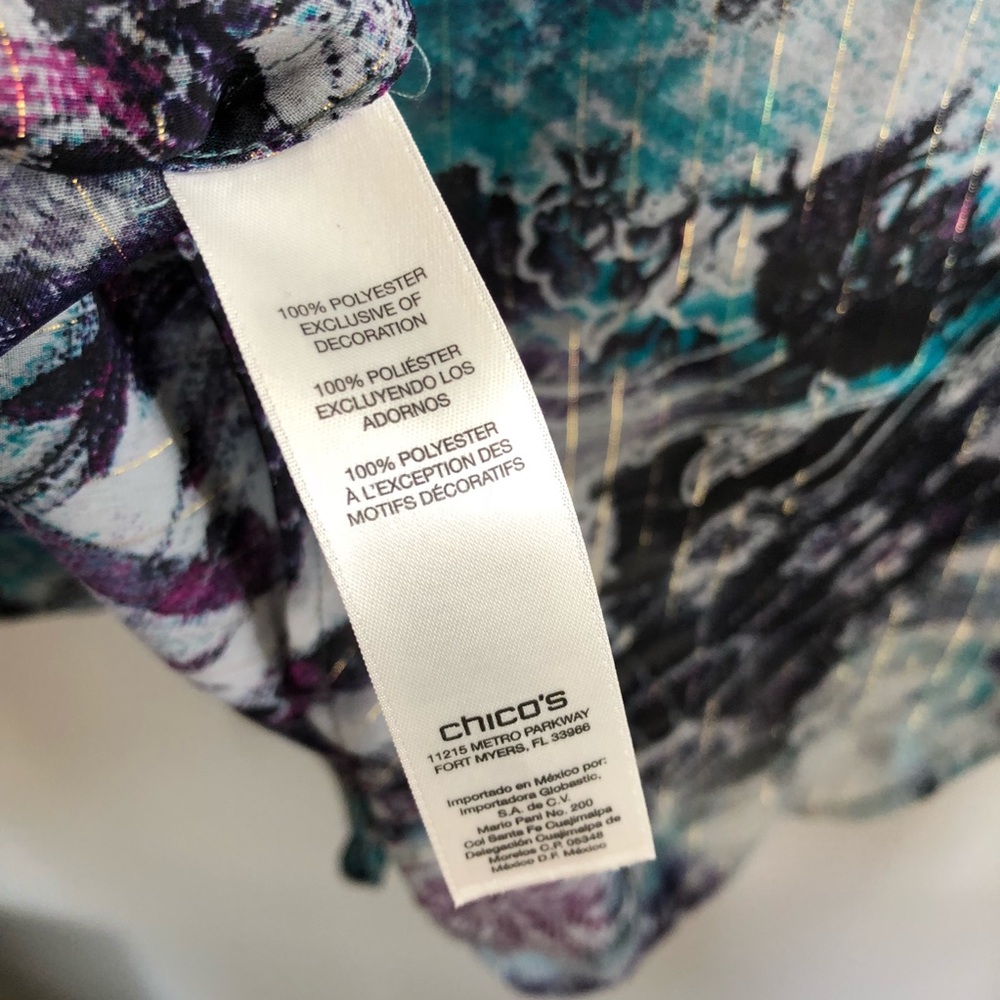 100% POLYESTER
EXCLUSIVE OF
DECORATION
100% POLIÉSTER
EXCLUYENDO LOS
ADORNOS
100% POLYESTER
À L'EXCEPTION DES
MOTIFS DÉCORATIFS
chico's
11215 METRO PARKWAY
FORT MYERS, FL 33966
Importado en México por:
Importadora Globastic,
S.A. de C.V.
Mario Pani No. 200
Col Santa Fe Cuajimalpa
Delegación Cuajimalpa de
Morelos C.P. 05348
México D.F. México